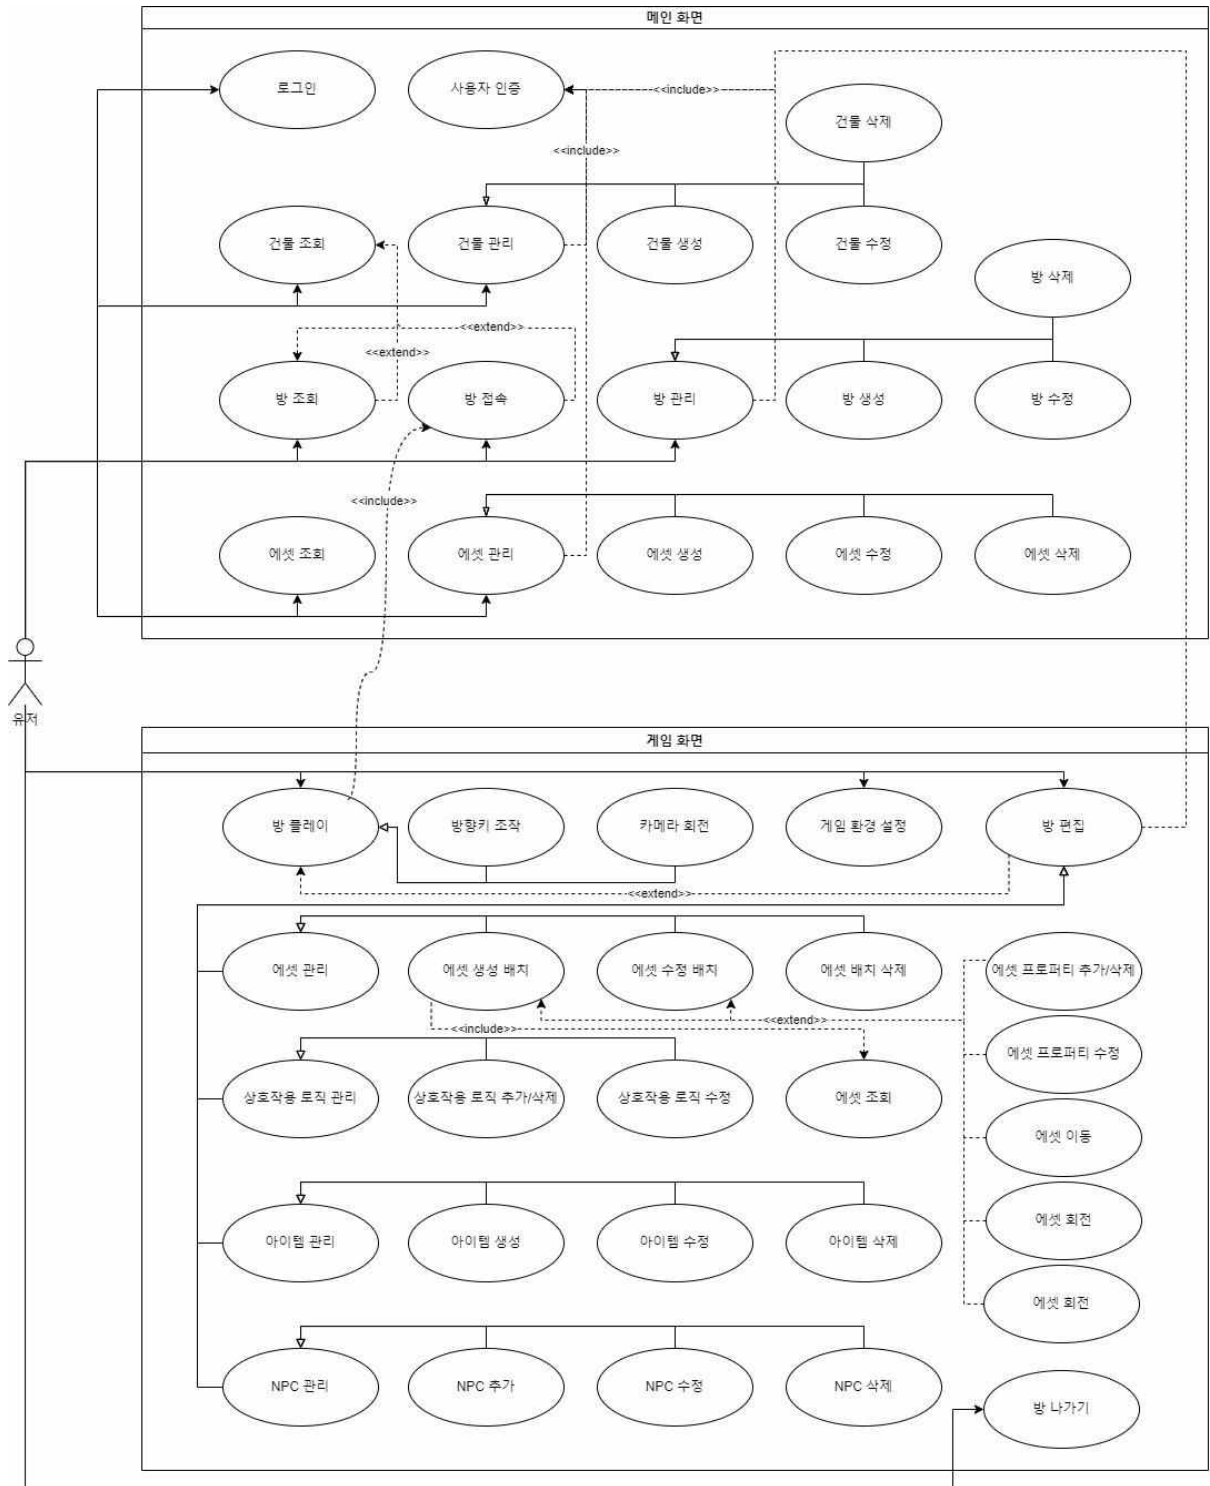 메인 화면
로그인
사용자 인증
<<include>>
건물 삭제
<<include>>
건물 조회
건물 관리
건물 생성
건물 수정
방 삭제
<<extend>>
<<extend>>
방 조회
방 접속
방 관리
방 생성
방 수정
<<include>>
에셋 조회
에셋 관리
에셋 생성
에셋 수정
에셋 삭제
유저
게임 화면
방 플레이
방향키 조작
카메라 회전
게임 환경 설정
방 편집
<<extend>>
에셋 관리
에셋 생성 배치
에셋 수정 배치
에셋 배치 삭제
에셋 프로퍼티 추가/삭제
<<include>>
<<extend>>
에셋 프로퍼티 수정
상호작용 로직 관리
상호작용 로직 추가/삭제
상호작용 로직 수정
에셋 조회
에셋 이동
에셋 회전
아이템 관리
아이템 생성
아이템 수정
아이템 삭제
에셋 회전
NPC 관리
NPC 추가
NPC 수정
NPC 삭제
방 나가기